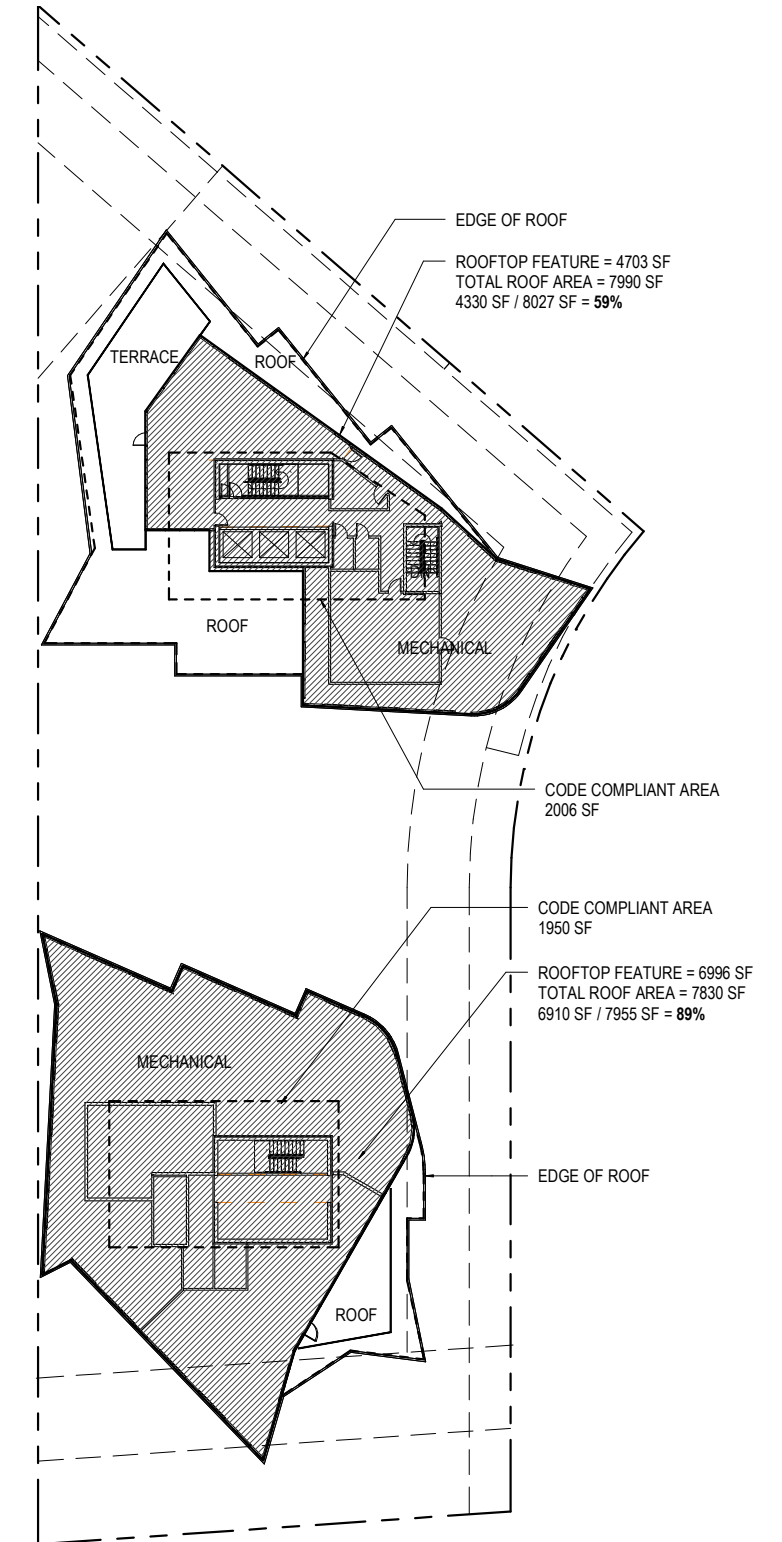 EDGE OF ROOF
ROOFTOP FEATURE = 4703 SF
TOTAL ROOF AREA = 7990 SF
4330 SF / 8027 SF = 59%
TERRACE
ROOF
ROOF
MECHANICAL
CODE COMPLIANT AREA
2006 SF
CODE COMPLIANT AREA
1950 SF
ROOFTOP FEATURE = 6996 SF
TOTAL ROOF AREA = 7830 SF
6910 SF / 7955 SF = 89%
MECHANICAL
EDGE OF ROOF
ROOF